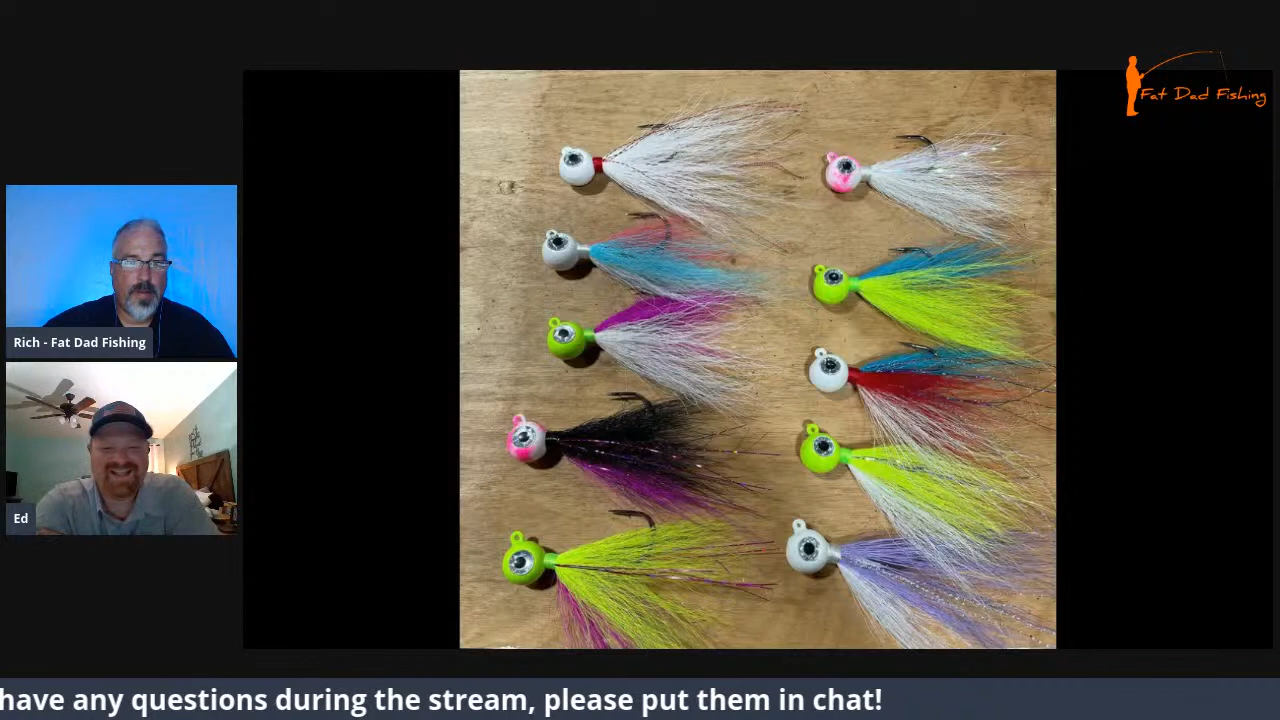 Fat Dad Fishing
Rich - Fat Dad Fishing
Ed
have any questions during the stream, please put them in chat!